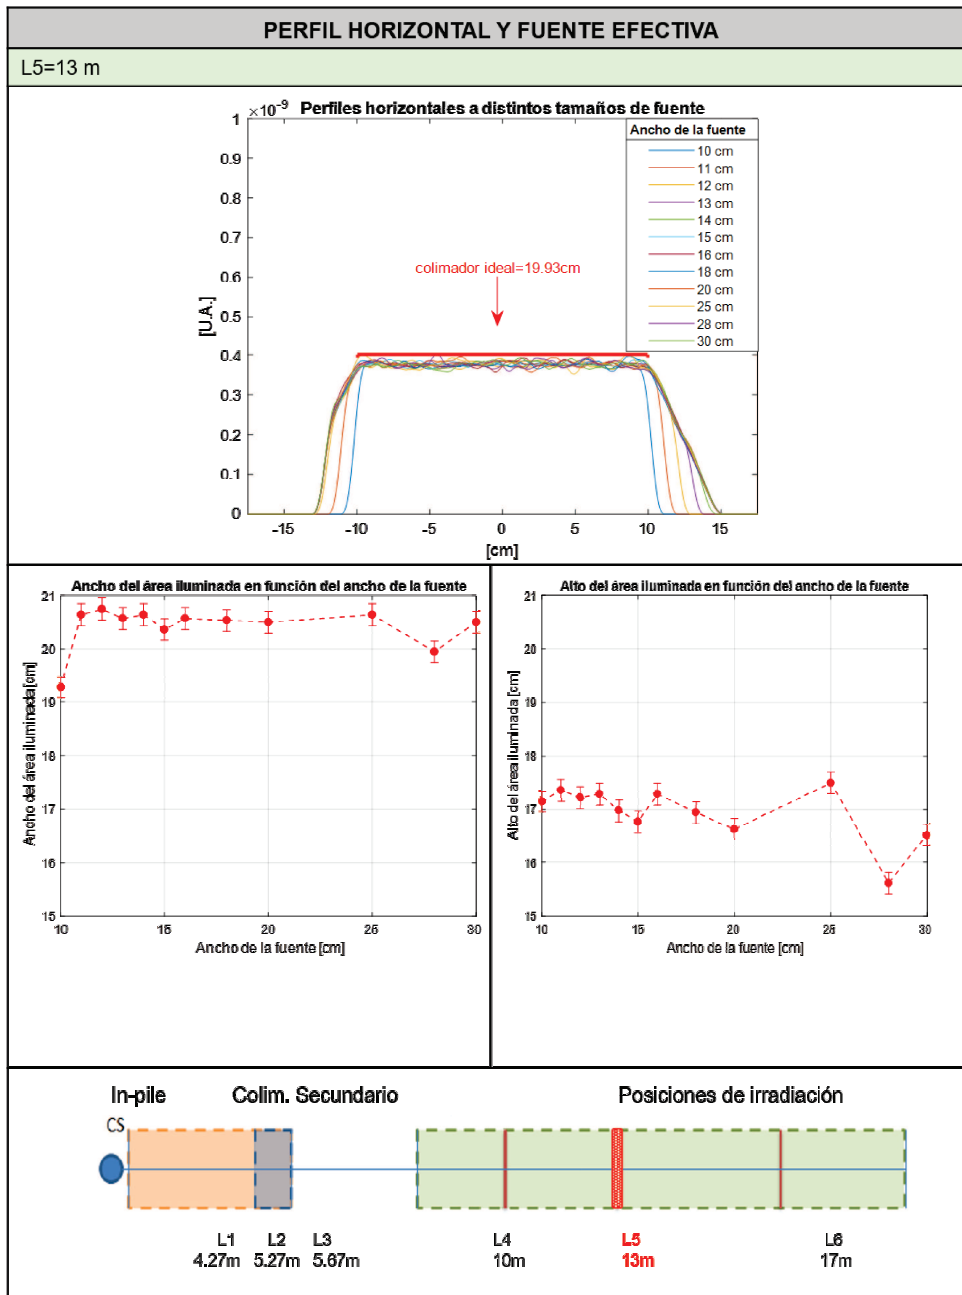 PERFIL HORIZONTAL Y FUENTE EFECTIVA
L5=13 m
×10⁻⁹ Perfiles horizontales a distintos tamaños de fuente
Ancho de la fuente
10 cm
11 cm
12 cm
13 cm
14 cm
15 cm
16 cm
18 cm
20 cm
25 cm
28 cm
30 cm
colimador ideal=19.93cm
[U.A.]
1
0.9
0.8
0.7
0.6
0.5
0.4
0.3
0.2
0.1
0
-15 -10 -5 0 5 10 15
[cm]
Ancho del área iluminada en función del ancho de la fuente
Ancho del área iluminada [cm]
21
20
19
18
17
16
15
10 15 20 25 30
Ancho de la fuente [cm]
Alto del área iluminada en función del ancho de la fuente
Alto del área iluminada [cm]
21
20
19
18
17
16
15
10 15 20 25 30
Ancho de la fuente [cm]
In-pile Colim. Secundario Posiciones de irradiación
CS
L1 L2 L3 L4 L5 L6
4.27m 5.27m 5.67m 10m 13m 17m